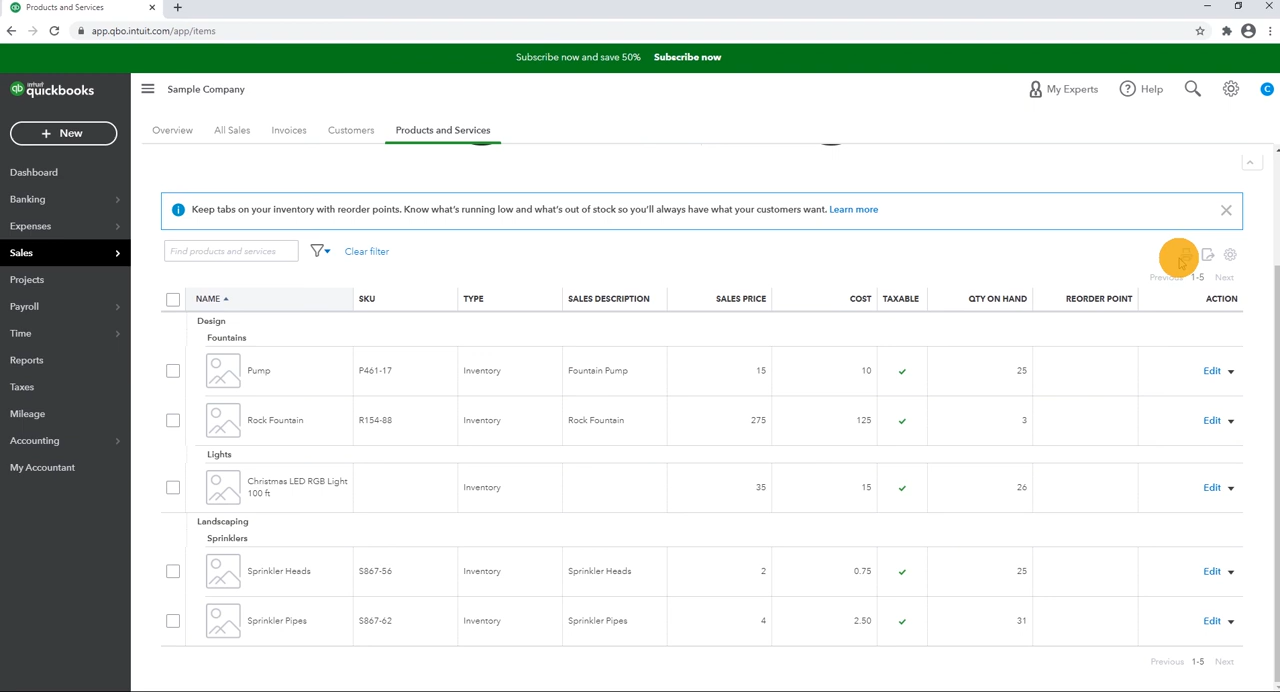 Products and Services
app.qbo.intuit.com/app/items
Subscribe now and save 50% Subscribe now
intuit quickbooks
Sample Company
My Experts
Help
C
+ New
Overview
All Sales
Invoices
Customers
Products and Services
Dashboard
Banking
Expenses
Sales
Projects
Payroll
Time
Reports
Taxes
Mileage
Accounting
My Accountant
Keep tabs on your inventory with reorder points. Know what's running low and what's out of stock so you'll always have what your customers want. Learn more
Find products and services
Clear filter
Previous 1-5 Next
NAME SKU TYPE SALES DESCRIPTION SALES PRICE COST TAXABLE QTY ON HAND REORDER POINT ACTION
Design
Fountains
Pump P461-17 Inventory Fountain Pump 15 10 25 Edit
Rock Fountain R154-88 Inventory Rock Fountain 275 125 3 Edit
Lights
Christmas LED RGB Light
100 ft Inventory 35 15 26 Edit
Landscaping
Sprinklers
Sprinkler Heads S867-56 Inventory Sprinkler Heads 2 0.75 25 Edit
Sprinkler Pipes S867-62 Inventory Sprinkler Pipes 4 2.50 31 Edit
Previous 1-5 Next